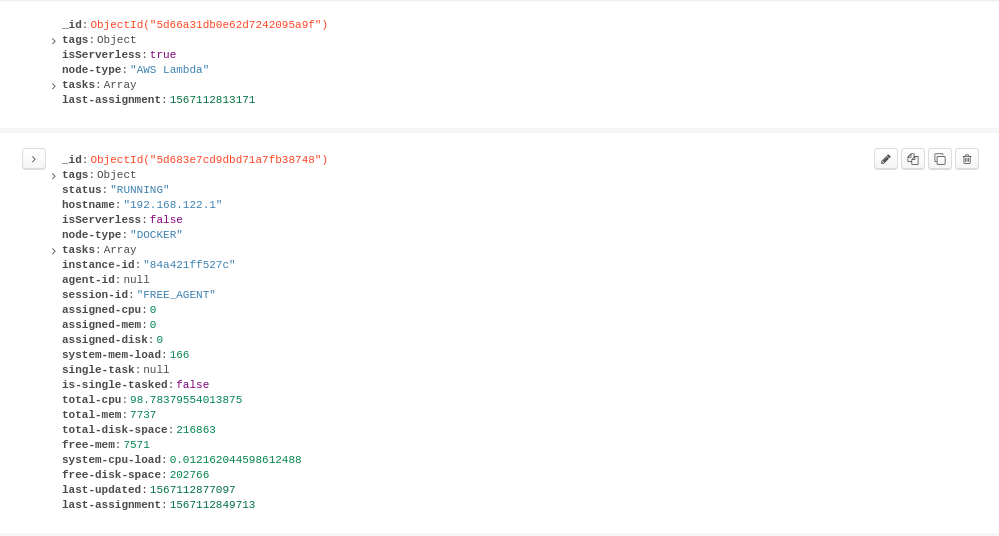 _id: ObjectId("5d66a31db0e62d7242095a9f")
tags: Object
isServerless: true
node-type: "AWS Lambda"
tasks: Array
last-assignment: 1567112813171
_id: ObjectId("5d683e7cd9dbd71a7fb38748")
tags: Object
status: "RUNNING"
hostname: "192.168.122.1"
isServerless: false
node-type: "DOCKER"
tasks: Array
instance-id: "84a421ff527c"
agent-id: null
session-id: "FREE_AGENT"
assigned-cpu: 0
assigned-mem: 0
assigned-disk: 0
system-mem-load: 166
single-task: null
is-single-tasked: false
total-cpu: 98.78379554013875
total-mem: 7737
total-disk-space: 216863
free-mem: 7571
system-cpu-load: 0.012162044598612488
free-disk-space: 202766
last-updated: 1567112877097
last-assignment: 1567112849713